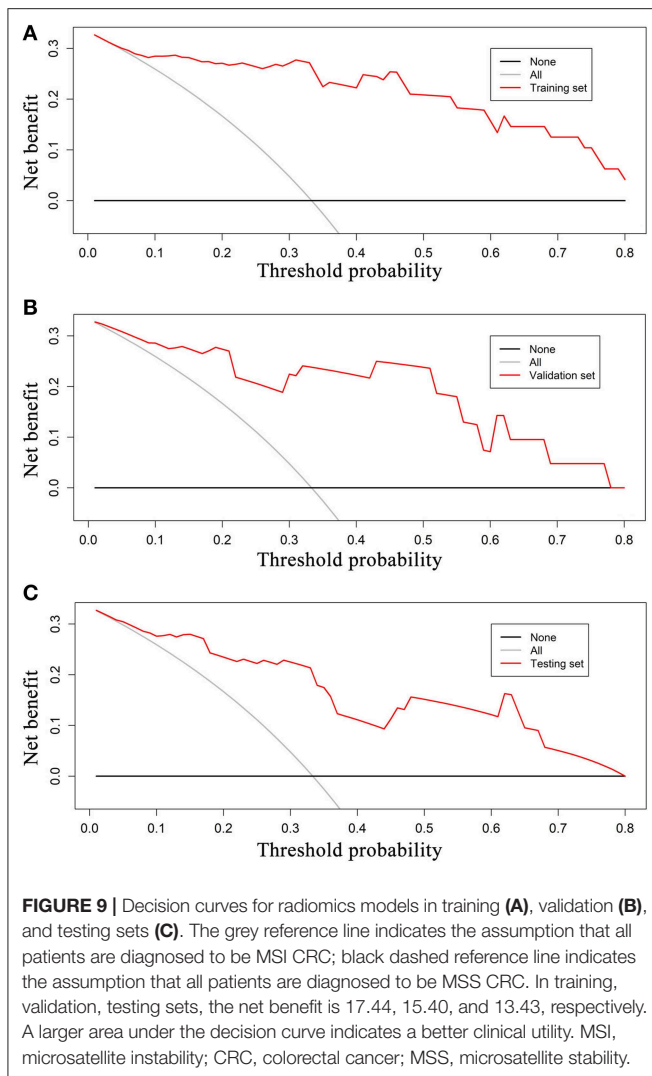 A
Net benefit
0.3
0.2
0.1
0.0
None
All
Training set
0.0 0.1 0.2 0.3 0.4 0.5 0.6 0.7 0.8
Threshold probability
B
Net benefit
0.3
0.2
0.1
0.0
None
All
Validation set
0.0 0.1 0.2 0.3 0.4 0.5 0.6 0.7 0.8
Threshold probability
C
Net benefit
0.3
0.2
0.1
0.0
None
All
Testing set
0.0 0.1 0.2 0.3 0.4 0.5 0.6 0.7 0.8
Threshold probability
FIGURE 9 | Decision curves for radiomics models in training (A), validation (B),
and testing sets (C). The grey reference line indicates the assumption that all
patients are diagnosed to be MSI CRC; black dashed reference line indicates
the assumption that all patients are diagnosed to be MSS CRC. In training,
validation, testing sets, the net benefit is 17.44, 15.40, and 13.43, respectively.
A larger area under the decision curve indicates a better clinical utility. MSI,
microsatellite instability; CRC, colorectal cancer; MSS, microsatellite stability.